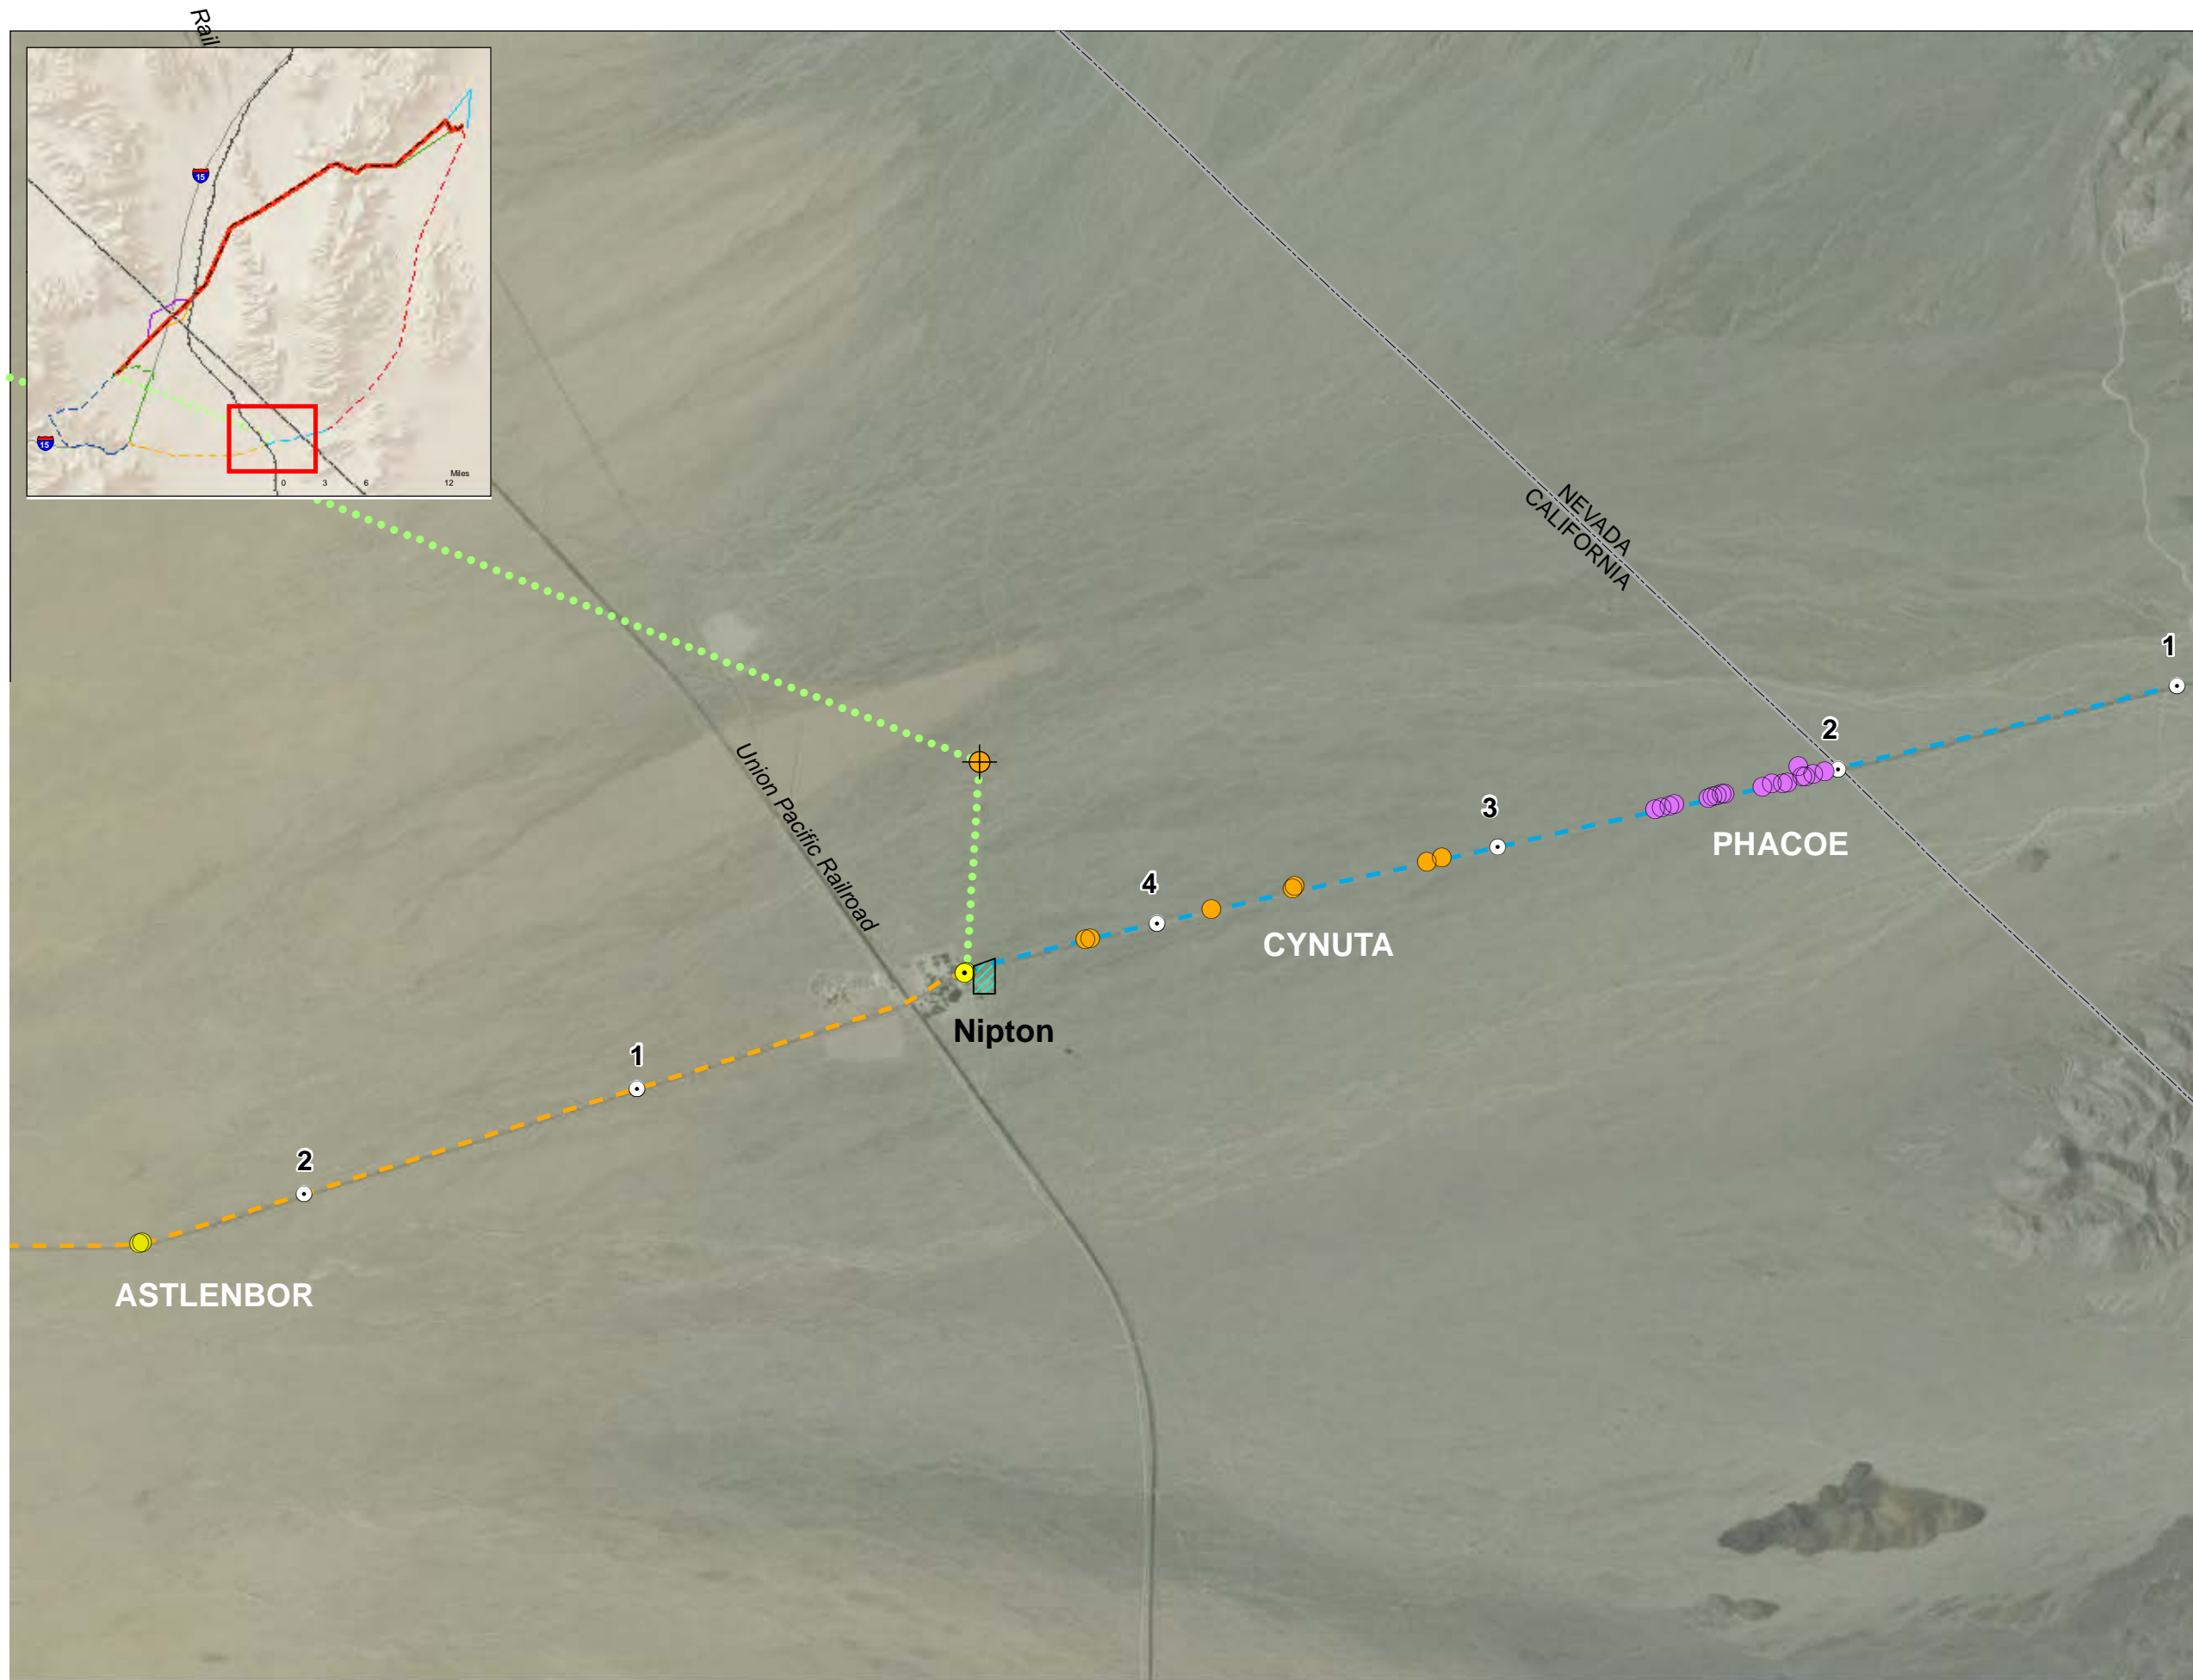 Rail
15
15
Miles
0 3 6 12
NEVADA
CALIFORNIA
1
2
3
PHACOE
4
CYNUTA
Union Pacific Railroad
Nipton
1
2
ASTLENBOR